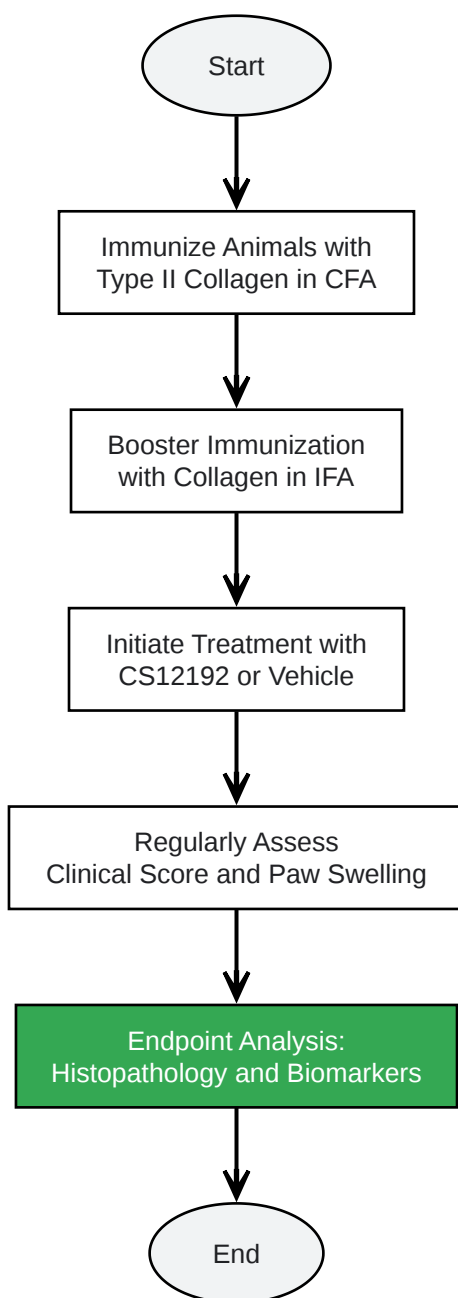 Start
Immunize Animals with
Type II Collagen in CFA
Booster Immunization
with Collagen in IFA
Initiate Treatment with
CS12192 or Vehicle
Regularly Assess
Clinical Score and Paw Swelling
Endpoint Analysis:
Histopathology and Biomarkers
End